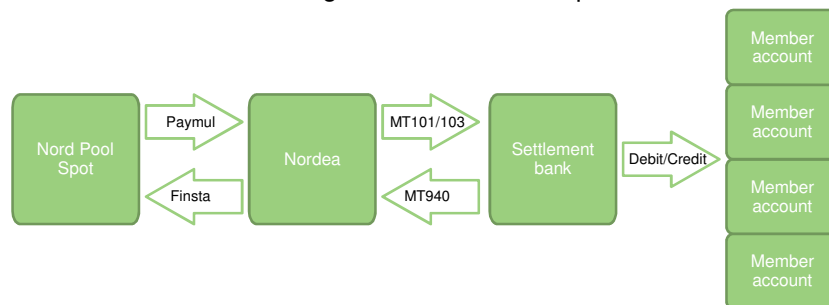 Member
account
Member
account
Member
account
Member
account
Nord Pool
Spot
Paymul
Finsta
Nordea
MT101/103
MT940
Settlement
bank
Debit/Credit